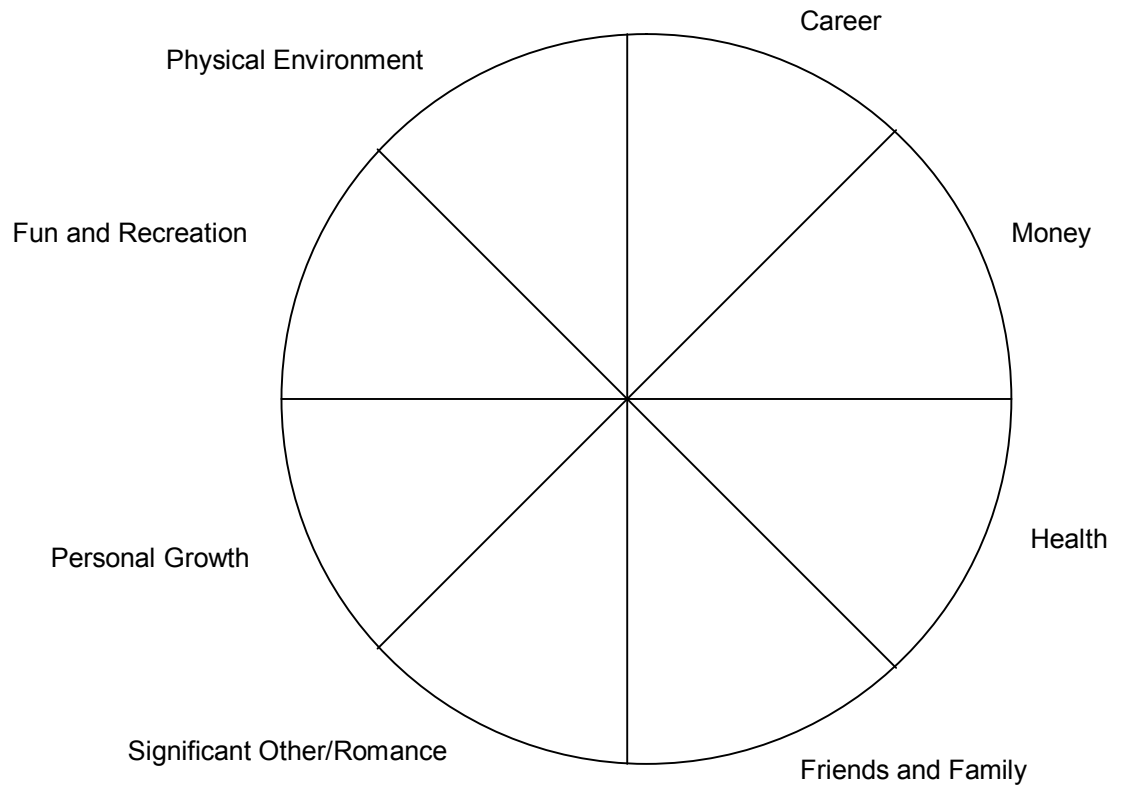 Career
Physical Environment
Fun and Recreation
Money
Health
Personal Growth
Significant Other/Romance
Friends and Family